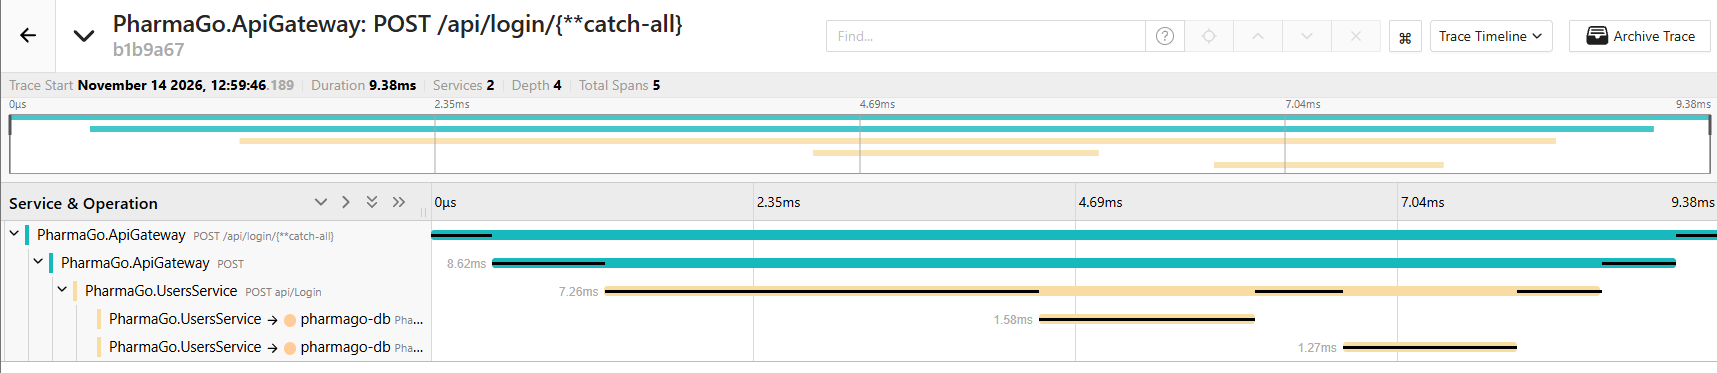 PharmaGo.ApiGateway: POST /api/login/{**catch-all}
b1b9a67
Find...
?
⌘
Trace Timeline
Archive Trace
Trace Start November 14 2026, 12:59:46.189 Duration 9.38ms Services 2 Depth 4 Total Spans 5
0μs 2.35ms 4.69ms 7.04ms 9.38ms
Service & Operation 0μs 2.35ms 4.69ms 7.04ms 9.38ms
PharmaGo.ApiGateway POST /api/login/{**catch-all}
PharmaGo.ApiGateway POST 8.62ms
PharmaGo.UsersService POST api/Login 7.26ms
PharmaGo.UsersService → pharmago-db Pha... 1.58ms
PharmaGo.UsersService → pharmago-db Pha... 1.27ms